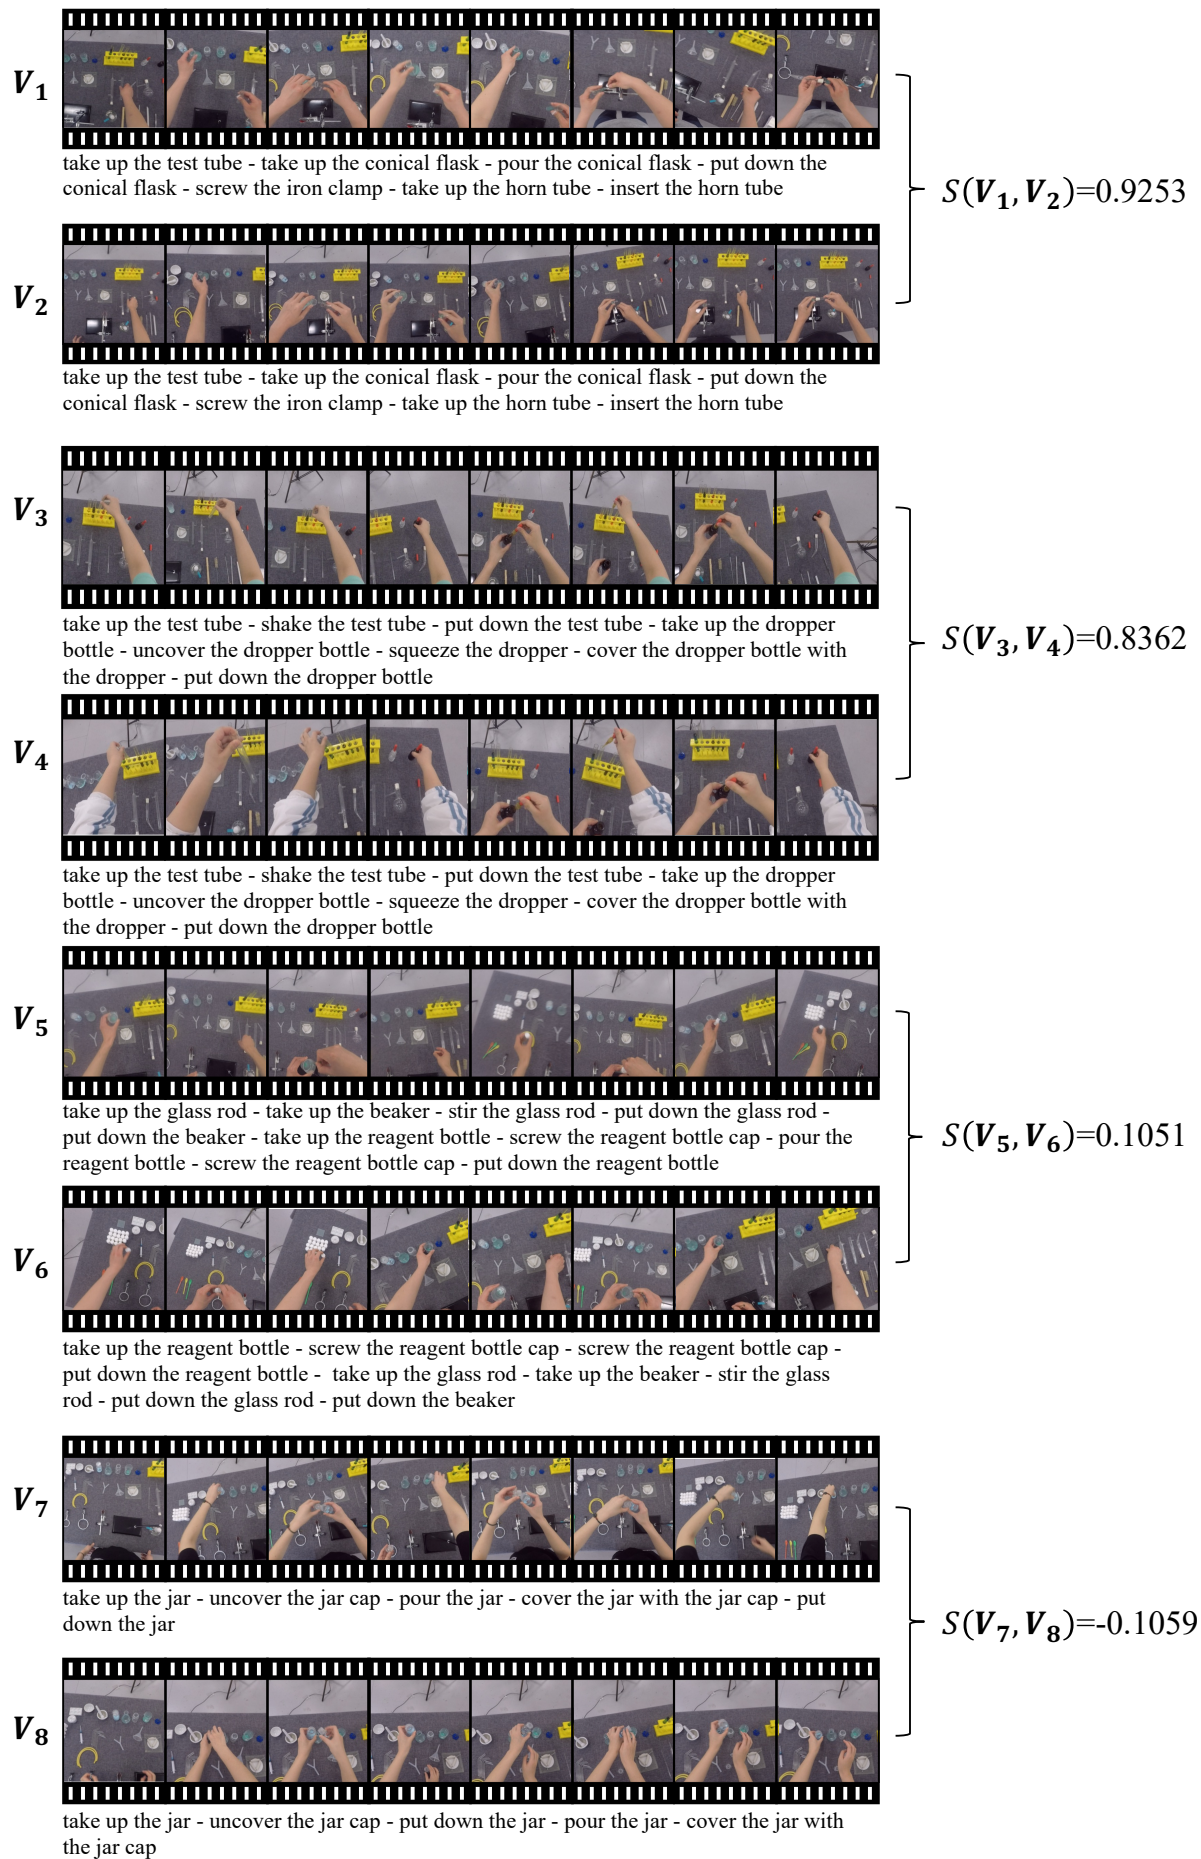 V1
take up the test tube - take up the conical flask - pour the conical flask - put down the
conical flask - screw the iron clamp - take up the horn tube - insert the horn tube
S(V1, V2)=0.9253
V2
take up the test tube - take up the conical flask - pour the conical flask - put down the
conical flask - screw the iron clamp - take up the horn tube - insert the horn tube
V3
take up the test tube - shake the test tube - put down the test tube - take up the dropper
bottle - uncover the dropper bottle - squeeze the dropper - cover the dropper bottle with
the dropper - put down the dropper bottle
S(V3, V4)=0.8362
V4
take up the test tube - shake the test tube - put down the test tube - take up the dropper
bottle - uncover the dropper bottle - squeeze the dropper - cover the dropper bottle with
the dropper - put down the dropper bottle
V5
take up the glass rod - take up the beaker - stir the glass rod - put down the glass rod -
put down the beaker - take up the reagent bottle - screw the reagent bottle cap - pour the
reagent bottle - screw the reagent bottle cap - put down the reagent bottle
S(V5, V6)=0.1051
V6
take up the reagent bottle - screw the reagent bottle cap - screw the reagent bottle cap -
put down the reagent bottle - take up the glass rod - take up the beaker - stir the glass
rod - put down the glass rod - put down the beaker
V7
take up the jar - uncover the jar cap - pour the jar - cover the jar with the jar cap - put
down the jar
S(V7, V8)=-0.1059
V8
take up the jar - uncover the jar cap - put down the jar - pour the jar - cover the jar with
the jar cap